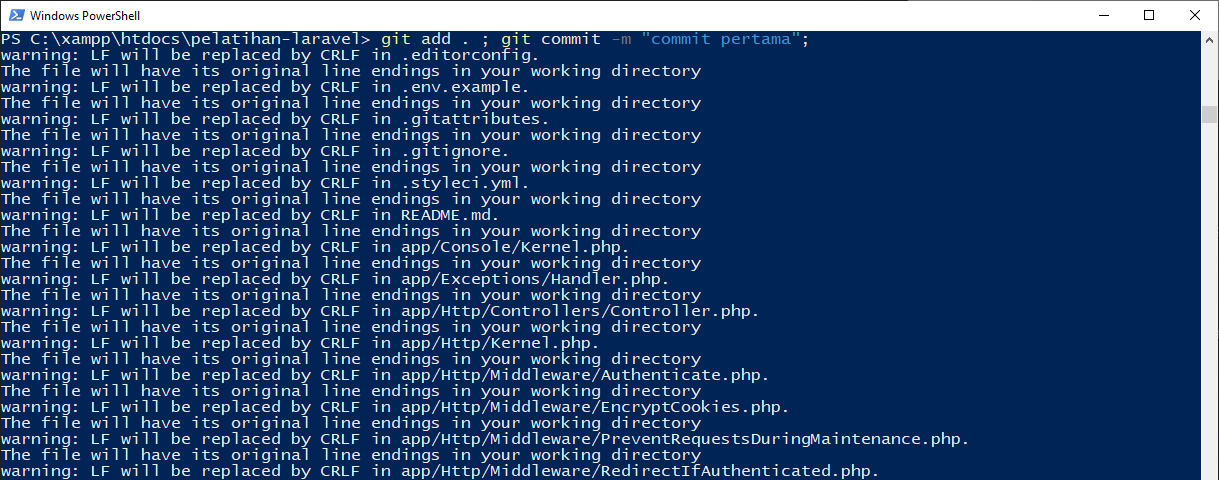 Windows PowerShell
PS C:\xampp\htdocs\pelatihan-laravel> git add . ; git commit -m "commit pertama";
warning: LF will be replaced by CRLF in .editorconfig.
The file will have its original line endings in your working directory
warning: LF will be replaced by CRLF in .env.example.
The file will have its original line endings in your working directory
warning: LF will be replaced by CRLF in .gitattributes.
The file will have its original line endings in your working directory
warning: LF will be replaced by CRLF in .gitignore.
The file will have its original line endings in your working directory
warning: LF will be replaced by CRLF in .styleci.yml.
The file will have its original line endings in your working directory
warning: LF will be replaced by CRLF in README.md.
The file will have its original line endings in your working directory
warning: LF will be replaced by CRLF in app/Console/Kernel.php.
The file will have its original line endings in your working directory
warning: LF will be replaced by CRLF in app/Exceptions/Handler.php.
The file will have its original line endings in your working directory
warning: LF will be replaced by CRLF in app/Http/Controllers/Controller.php.
The file will have its original line endings in your working directory
warning: LF will be replaced by CRLF in app/Http/Kernel.php.
The file will have its original line endings in your working directory
warning: LF will be replaced by CRLF in app/Http/Middleware/Authenticate.php.
The file will have its original line endings in your working directory
warning: LF will be replaced by CRLF in app/Http/Middleware/EncryptCookies.php.
The file will have its original line endings in your working directory
warning: LF will be replaced by CRLF in app/Http/Middleware/PreventRequestsDuringMaintenance.php.
The file will have its original line endings in your working directory
warning: LF will be replaced by CRLF in app/Http/Middleware/RedirectIfAuthenticated.php.